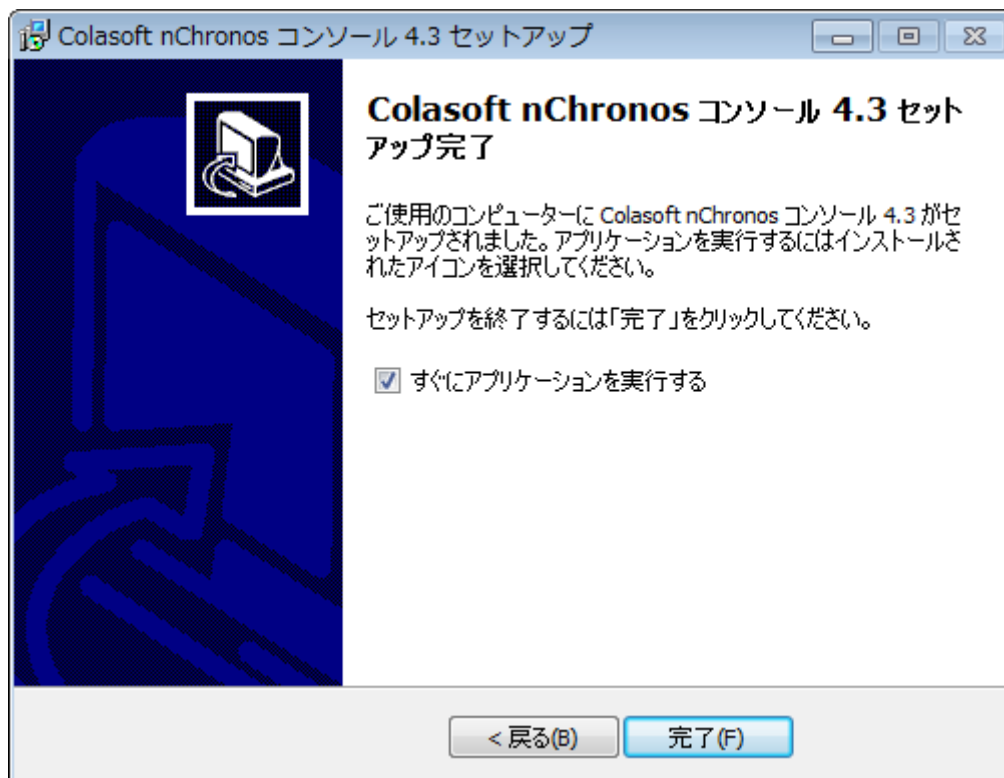 Colasoft nChronos コンソール 4.3 セットアップ
Colasoft nChronos コンソール 4.3 セット
アップ完了
ご使用のコンピューターに Colasoft nChronos コンソール 4.3 がセ
ットアップされました。アプリケーションを実行するにはインストールさ
れたアイコンを選択してください。
セットアップを終了するには「完了」をクリックしてください。
すぐにアプリケーションを実行する
< 戻る(B)
完了(F)